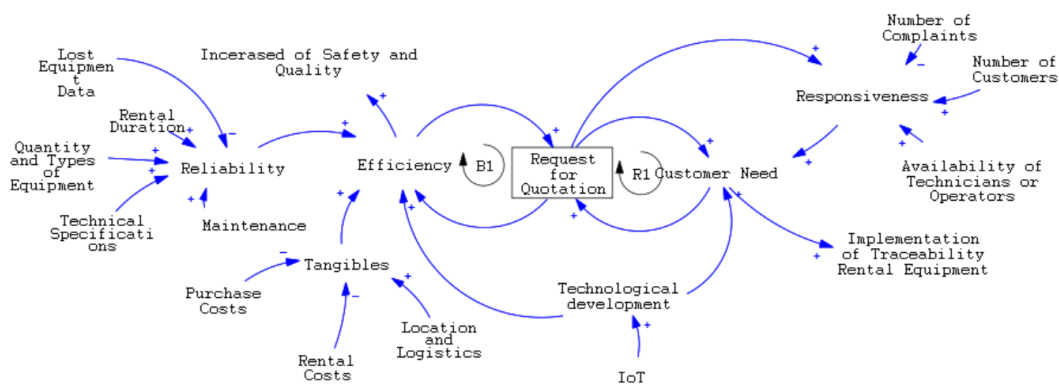 Lost
Equipmen
t
Data
Incerased of Safety and
Quality
Number of
Complaints
Number of
Customers
Responsiveness
Rental
Duration
Quantity
and Types
of
Equipment
Reliability
Efficiency
B1
Request
for
Quotation
R1
Customer Need
Availability of
Technicians or
Operators
Technical
Specificati
ons
Maintenance
Tangibles
Purchase
Costs
Rental
Costs
Location
and
Logistics
Technological
development
IoT
Implementation
of Traceability
Rental Equipment